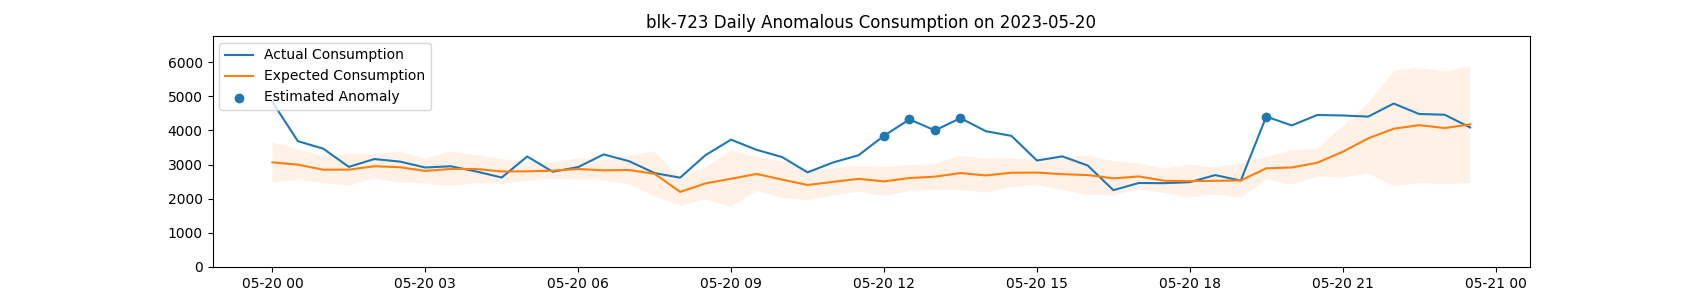 blk-723 Daily Anomalous Consumption on 2023-05-20
Actual Consumption
Expected Consumption
Estimated Anomaly
6000
5000
4000
3000
2000
1000
0
05-20 00 05-20 03 05-20 06 05-20 09 05-20 12 05-20 15 05-20 18 05-20 21 05-21 00